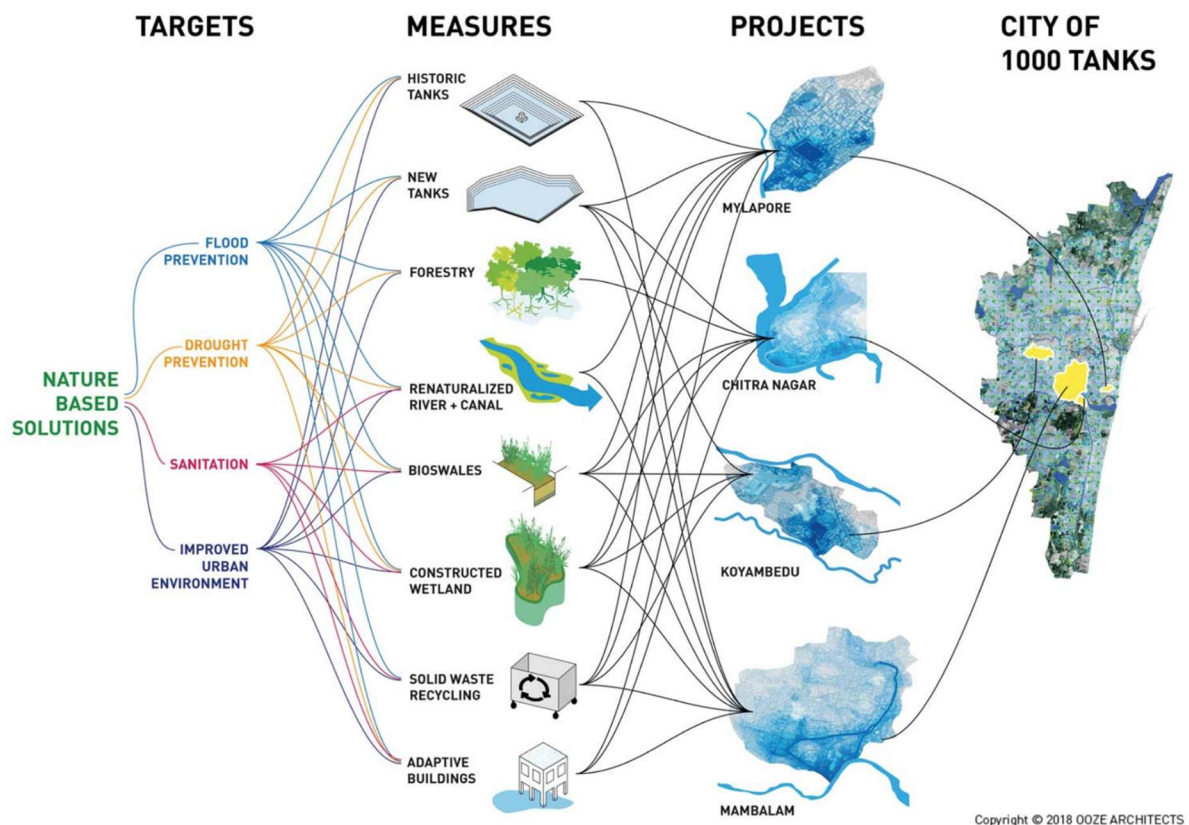 TARGETS
MEASURES
PROJECTS
CITY OF
1000 TANKS
NATURE
BASED
SOLUTIONS
FLOOD
PREVENTION
DROUGHT
PREVENTION
SANITATION
IMPROVED
URBAN
ENVIRONMENT
HISTORIC
TANKS
NEW
TANKS
FORESTRY
RENATURALIZED
RIVER + CANAL
BIOSWALES
CONSTRUCTED
WETLAND
SOLID WASTE
RECYCLING
ADAPTIVE
BUILDINGS
MYLAPORE
CHITRA NAGAR
KOYAMBEDU
MAMBALAM
Copyright © 2018 OOZE ARCHITECTS